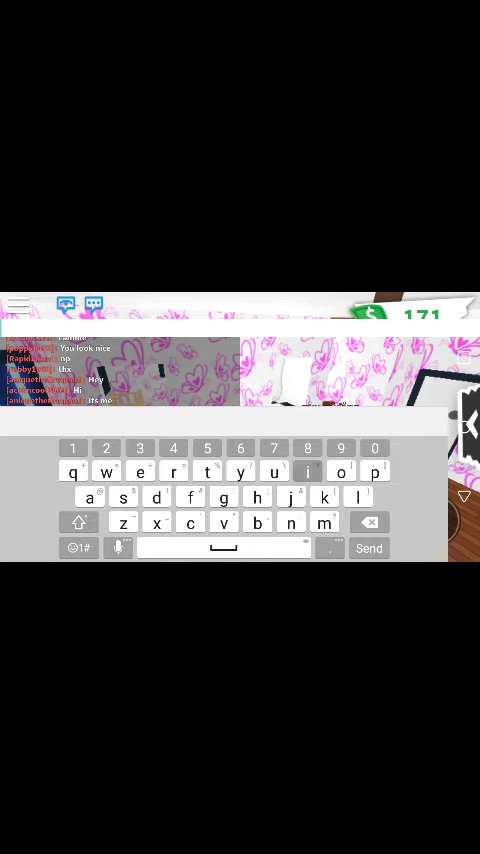 171
You look nice
np
thx
Hey
Hi
Its me
1 2 3 4 5 6 7 8 9 0
q w e r t y u i o p
a s d f g h j k l
z x c v b n m
1# . Send